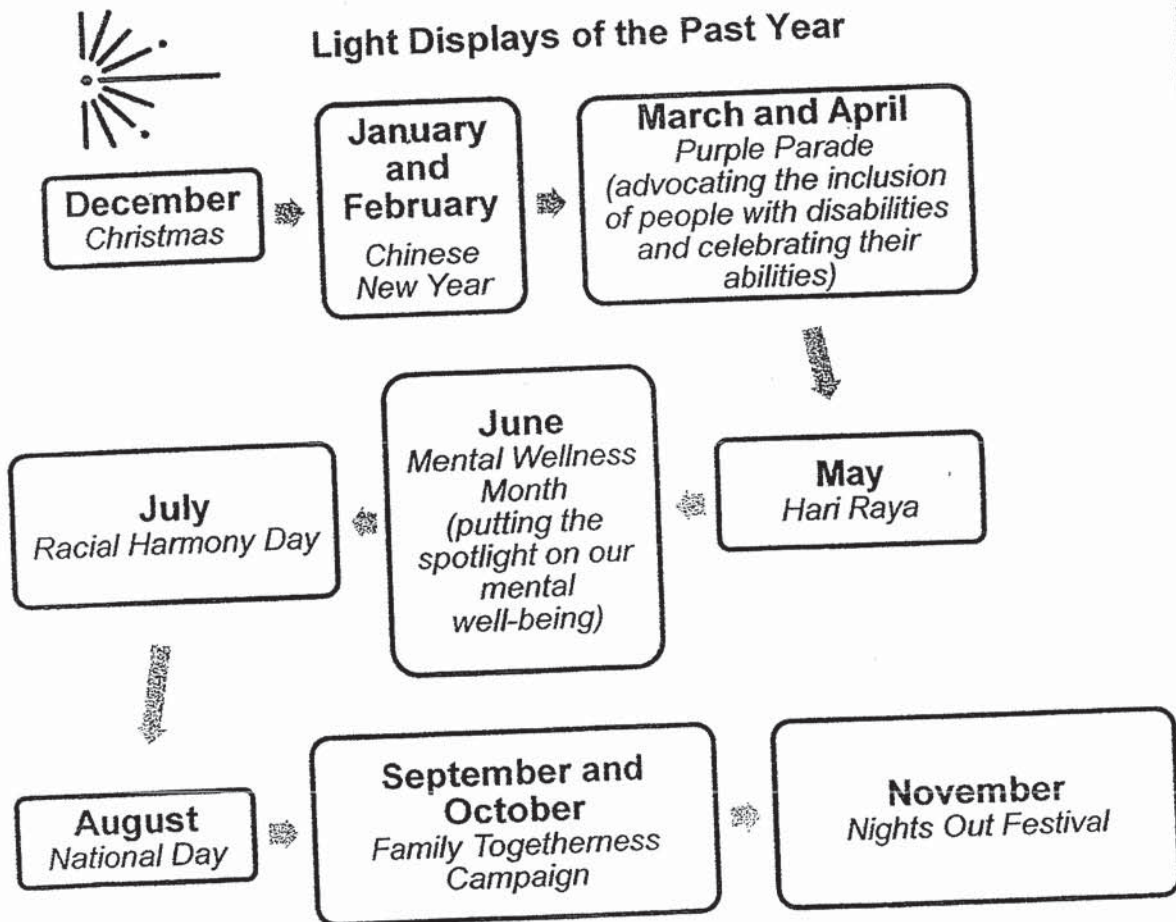 Light Displays of the Past Year
December
Christmas
January
and
February
Chinese
New Year
March and April
Purple Parade
(advocating the inclusion
of people with disabilities
and celebrating their
abilities)
May
Hari Raya
June
Mental Wellness
Month
(putting the
spotlight on our
mental
well-being)
July
Racial Harmony Day
August
National Day
September and
October
Family Togetherness
Campaign
November
Nights Out Festival